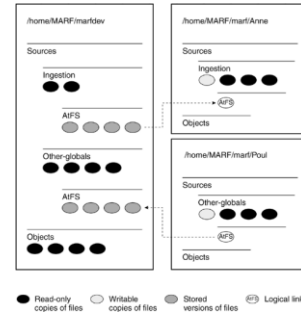 /home/MARF/marfdev
Sources
Ingestion
AtFS
Other-globals
AtFS
Objects
/home/MARF/marf/Anne
Sources
Ingestion
AtFS
Objects
/home/MARF/marf/Poul
Sources
Other-globals
AtFS
Objects
Read-only
copies of files
Writable
copies of files
Stored
versions of files
AtFS Logical link